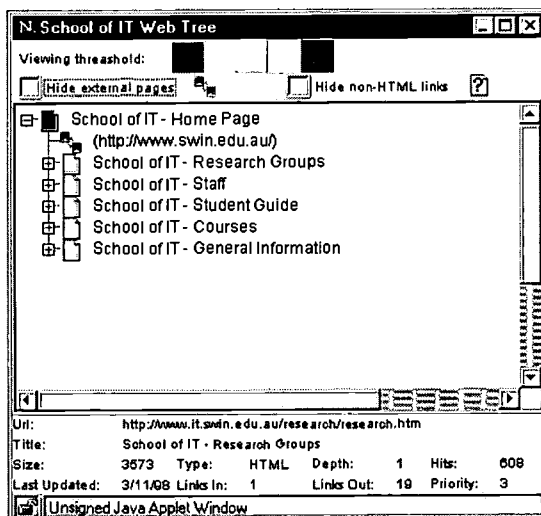 N. School of IT Web Tree
Viewing threashold:
Hide external pages
Hide non-HTML links
School of IT - Home Page
(http://www.swin.edu.au/)
School of IT - Research Groups
School of IT - Staff
School of IT - Student Guide
School of IT - Courses
School of IT - General Information
Url: http://www.it.swin.edu.au/research/research.htm
Title: School of IT - Research Groups
Size: 3573 Type: HTML Depth: 1 Hits: 608
Last Updated: 3/11/98 Links In: 1 Links Out: 19 Priority: 3
Unsigned Java Applet Window